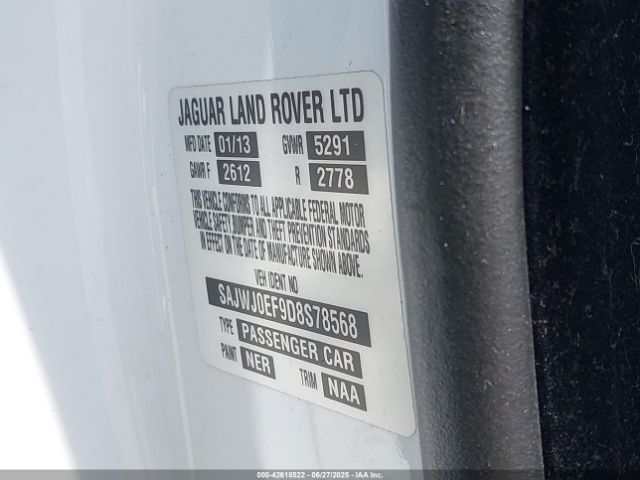 JAGUAR LAND ROVER LTD
MFD DATE 01/13 GVWR 5291
GAWR F 2612 R 2778
THIS VEHICLE CONFORMS TO ALL APPLICABLE FEDERAL MOTOR
VEHICLE SAFETY BUMPER AND THEFT PREVENTION STANDARDS
IN EFFECT ON THE DATE OF MANUFACTURE SHOWN ABOVE.
VEH IDENT NO
SAJWJ0EF9D8S78568
TYPE PASSENGER CAR
PAINT NER TRIM NAA
000-42618522 - 06/27/2025 - IAA Inc.